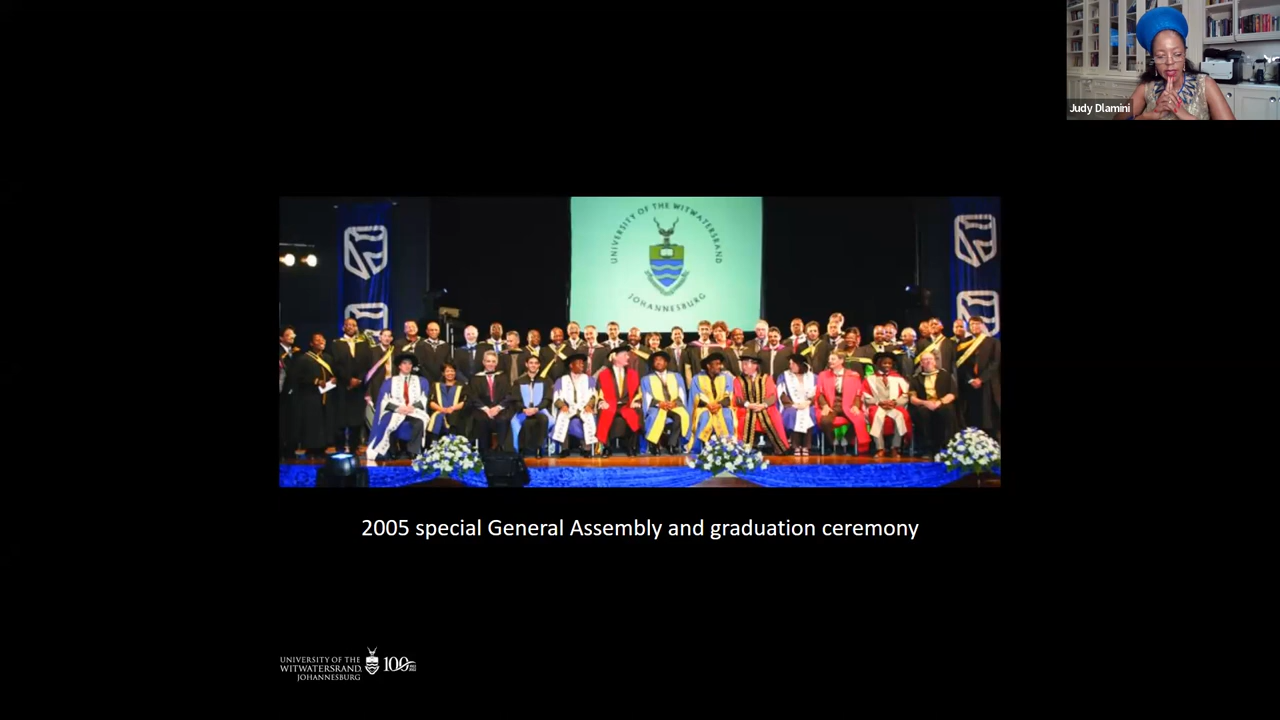 Judy Dlamini
UNIVERSITY OF THE WITWATERSRAND
JOHANNESBURG
2005 special General Assembly and graduation ceremony
UNIVERSITY OF THE
WITWATERSRAND,
JOHANNESBURG
100